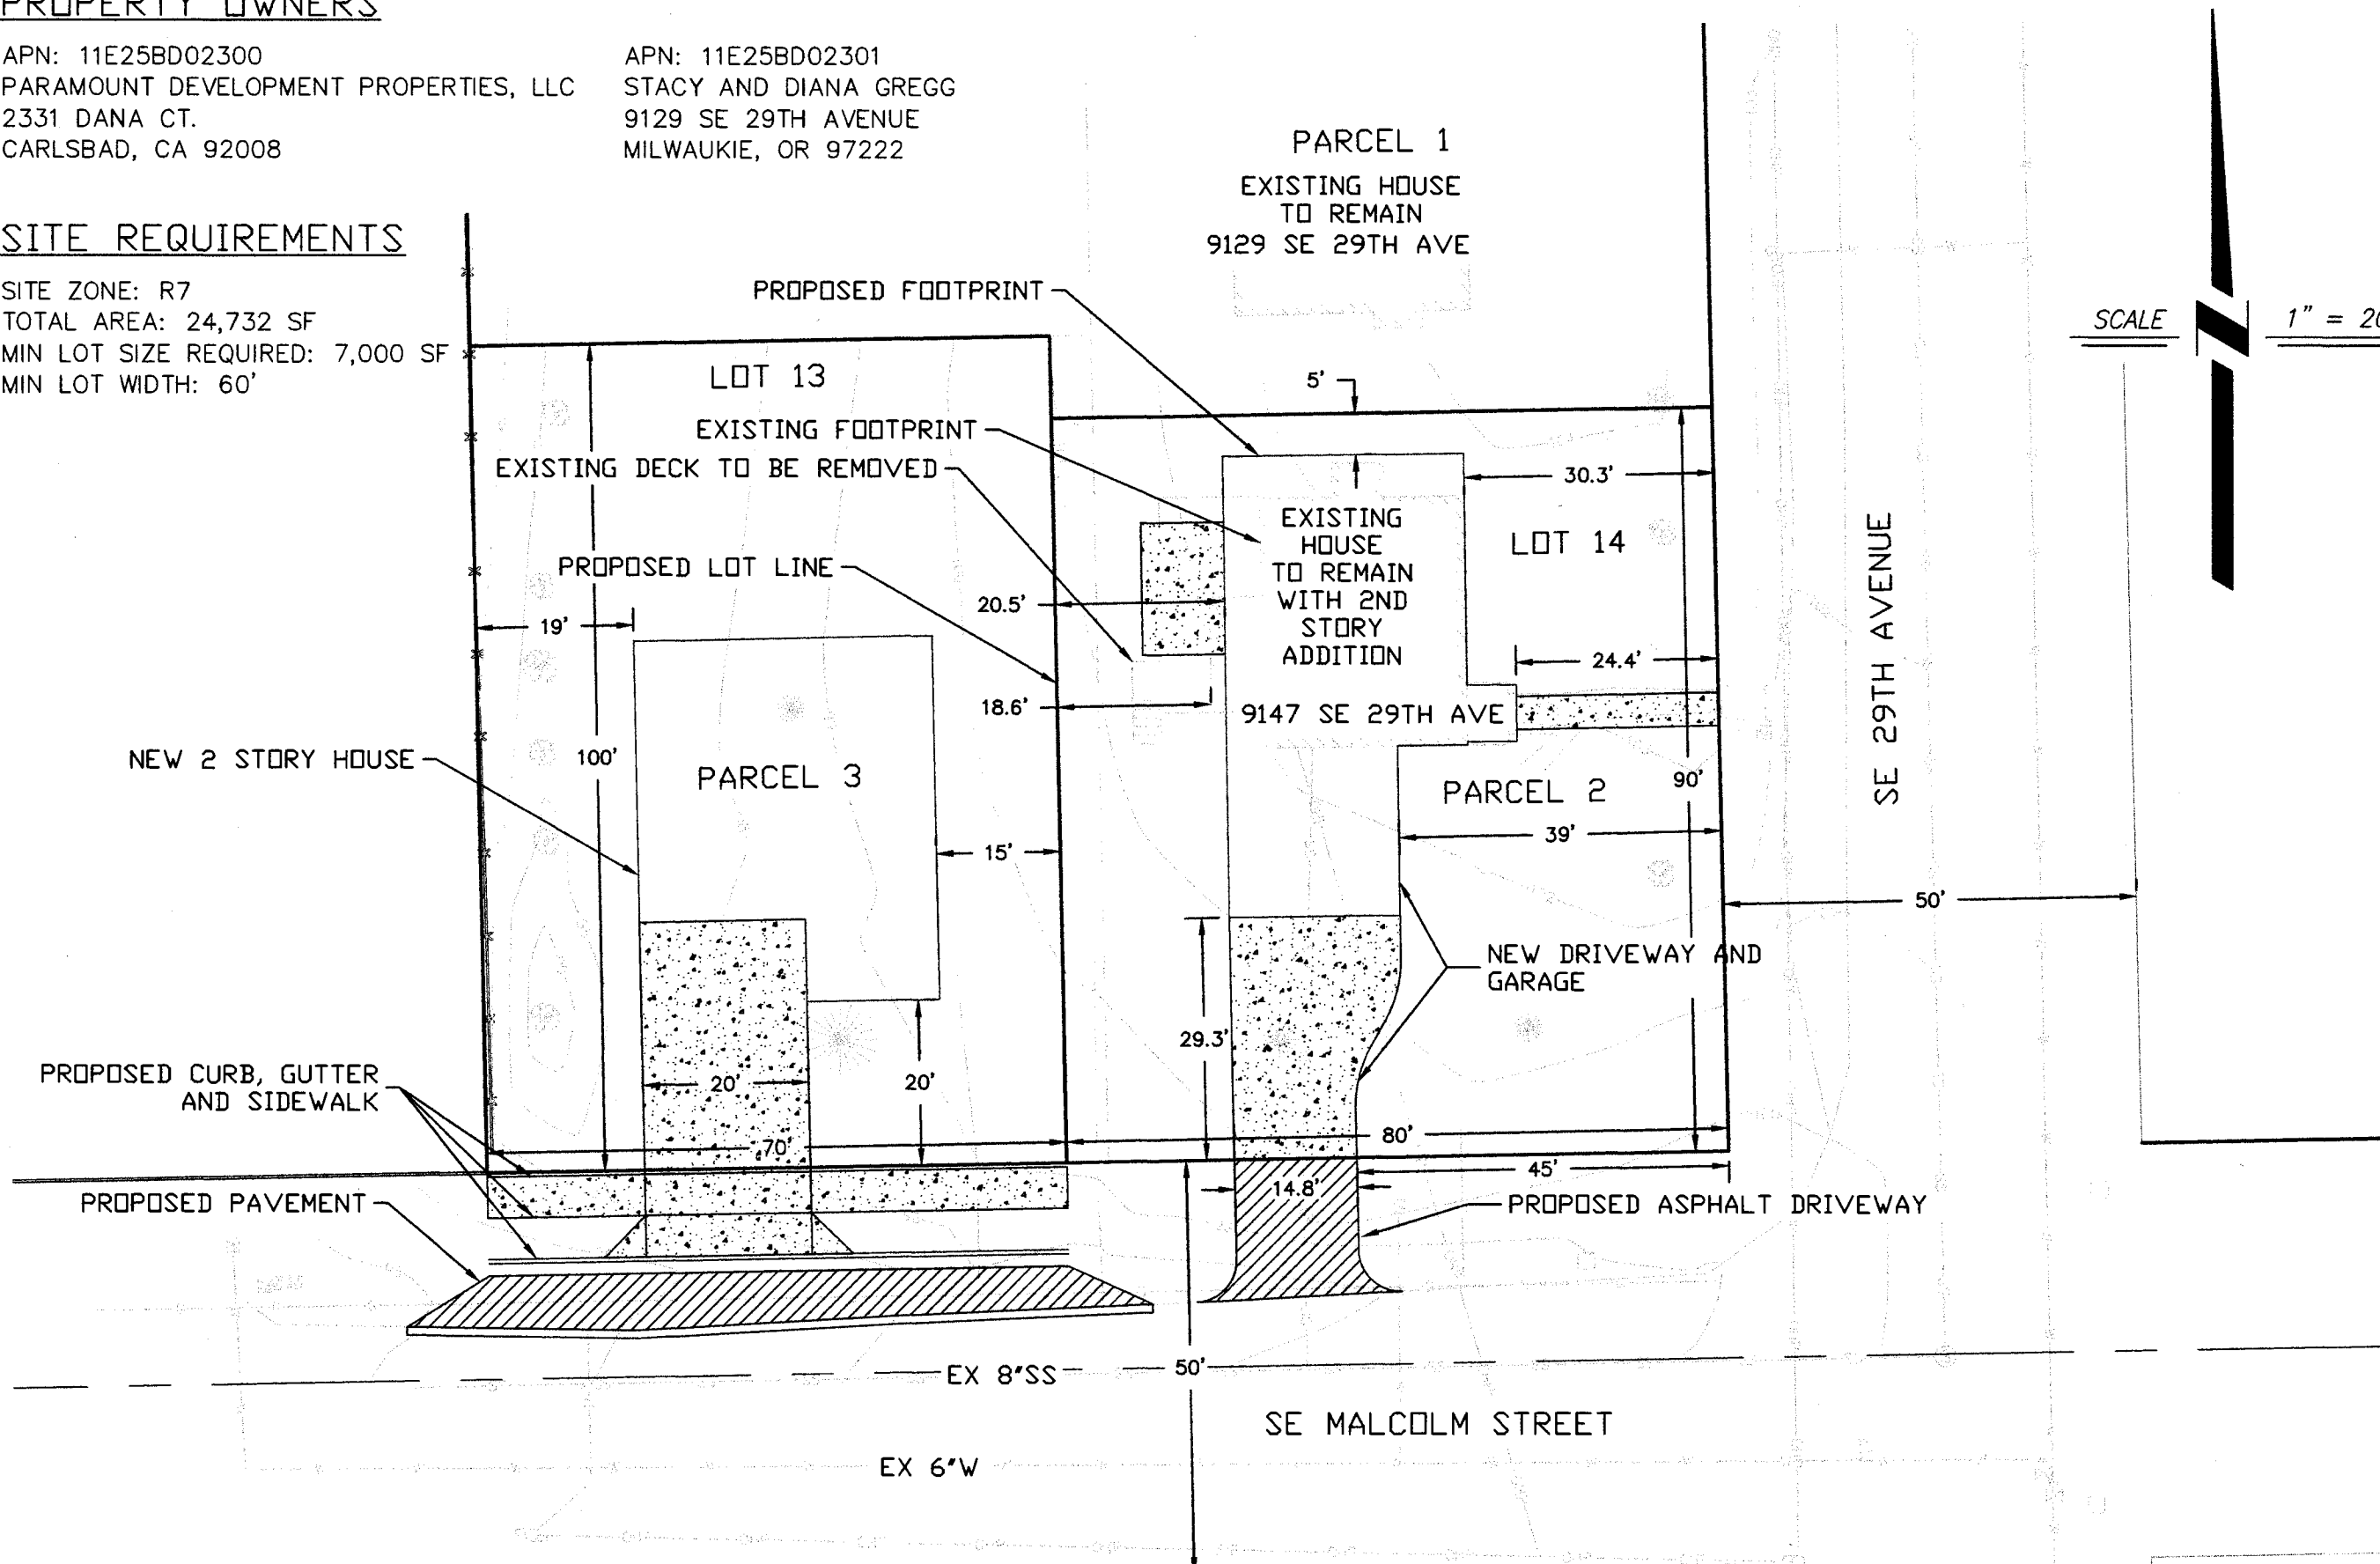 PROPERTY OWNERS
APN: 11E25BD02300
PARAMOUNT DEVELOPMENT PROPERTIES, LLC
2331 DANA CT.
CARLSBAD, CA 92008
APN: 11E25BD02301
STACY AND DIANA GREGG
9129 SE 29TH AVENUE
MILWAUKIE, OR 97222
SITE REQUIREMENTS
SITE ZONE: R7
TOTAL AREA: 24,732 SF
MIN LOT SIZE REQUIRED: 7,000 SF
MIN LOT WIDTH: 60'
PARCEL 1
EXISTING HOUSE
TO REMAIN
9129 SE 29TH AVE
SCALE
1" = 20
PROPOSED FOOTPRINT
LOT 13
5'
EXISTING FOOTPRINT
EXISTING DECK TO BE REMOVED
30.3'
EXISTING
HOUSE
TO REMAIN
WITH 2ND
STORY
ADDITION
LOT 14
PROPOSED LOT LINE
20.5'
19'
24.4'
18.6'
9147 SE 29TH AVE
SE 29TH AVENUE
NEW 2 STORY HOUSE
100'
PARCEL 3
90'
PARCEL 2
39'
15'
50'
NEW DRIVEWAY AND
GARAGE
29.3'
PROPOSED CURB, GUTTER
AND SIDEWALK
20'
20'
70'
80'
45'
14.8'
PROPOSED PAVEMENT
PROPOSED ASPHALT DRIVEWAY
EX 8"SS
50'
SE MALCOLM STREET
EX 6"W